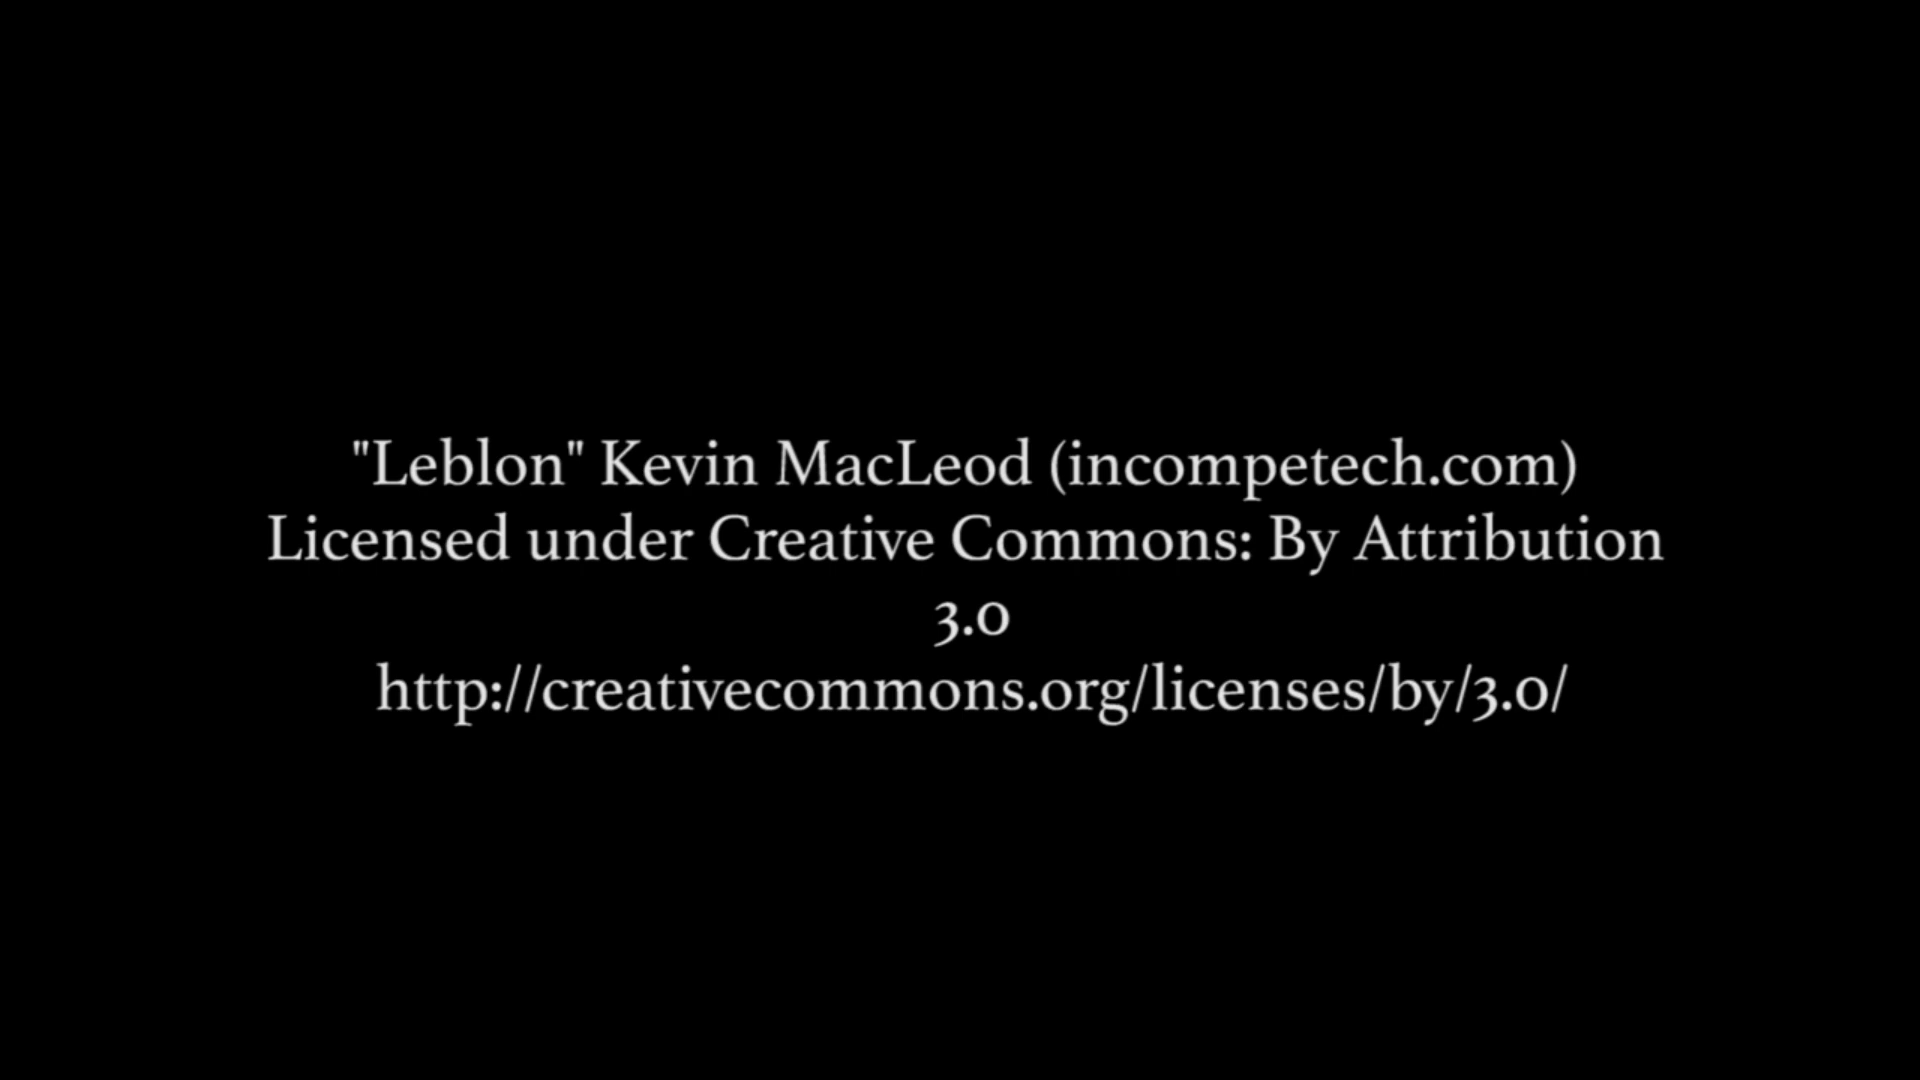 "Leblon" Kevin MacLeod (incompetech.com)
Licensed under Creative Commons: By Attribution
3.0
http://creativecommons.org/licenses/by/3.0/